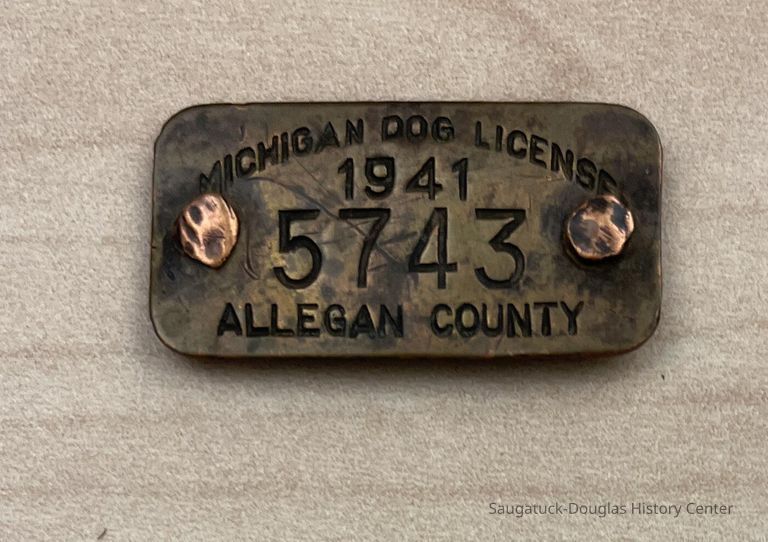 MICHIGAN DOG LICENSE
1941
5743
ALLEGAN COUNTY
Saugatuck-Douglas History Center